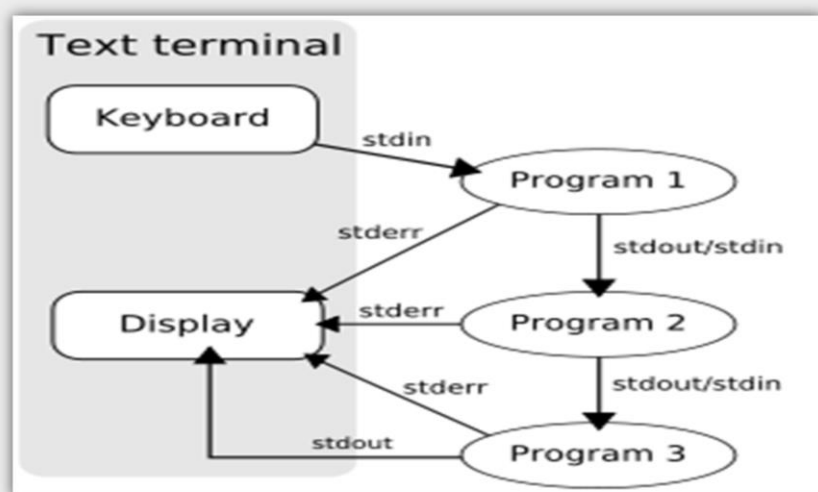 Text terminal
Keyboard
stdin
Program 1
stderr
stdout/stdin
Display
stderr
Program 2
stderr
stdout/stdin
stdout
Program 3